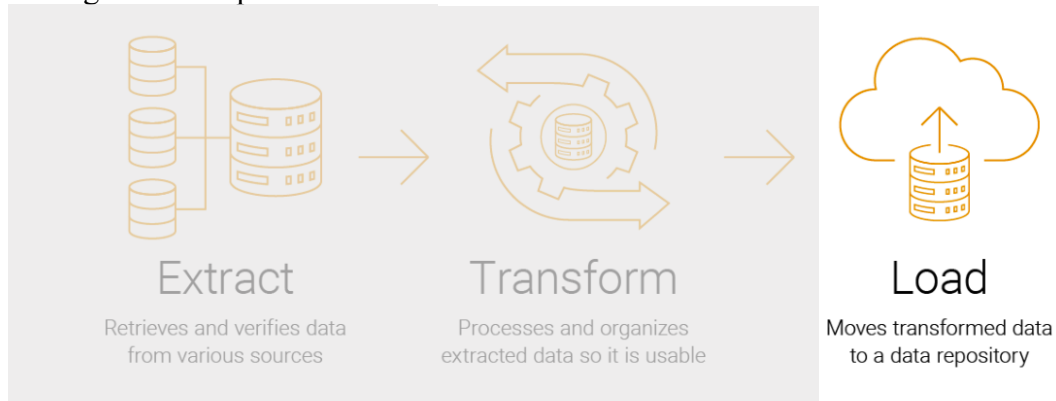 Extract
Retrieves and verifies data
from various sources
Transform
Processes and organizes
extracted data so it is usable
Load
Moves transformed data
to a data repository